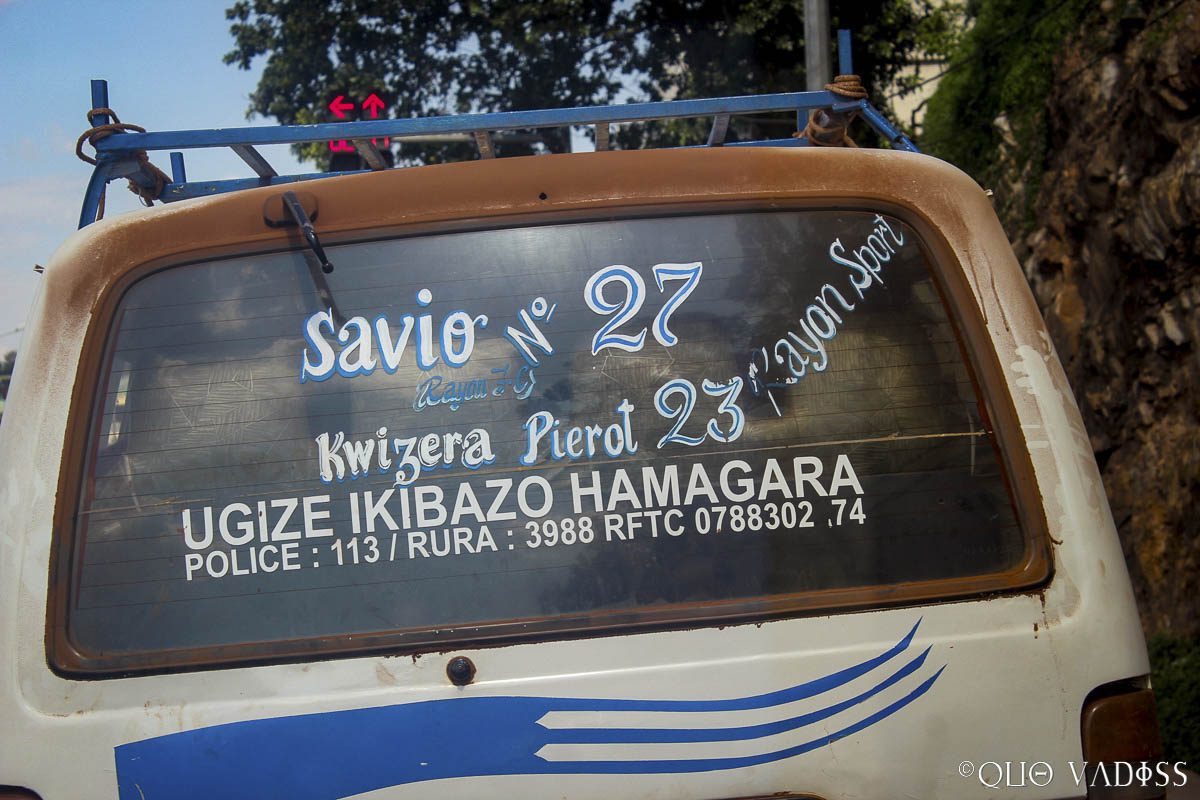 Savio Nº 27
Rayon Sport
Rayon F.C
Kwizera Pierot 23
UGIZE IKIBAZO HAMAGARA
POLICE : 113 / RURA : 3988 RFTC 0788302 74
©QUO VADISS